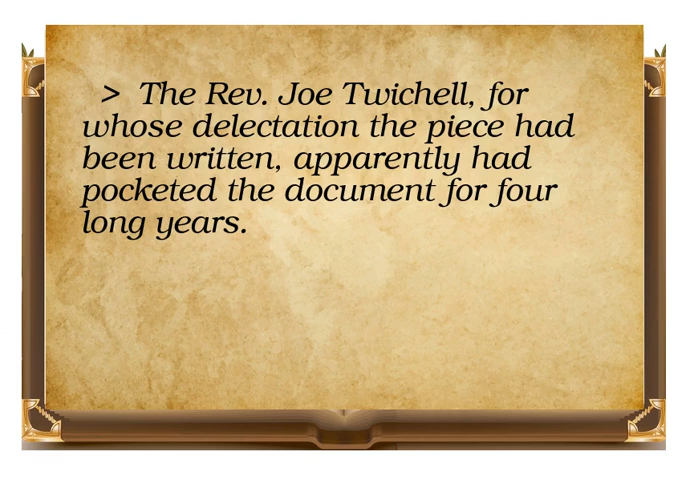 > The Rev. Joe Twichell, for
whose delectation the piece had
been written, apparently had
pocketed the document for four
long years.